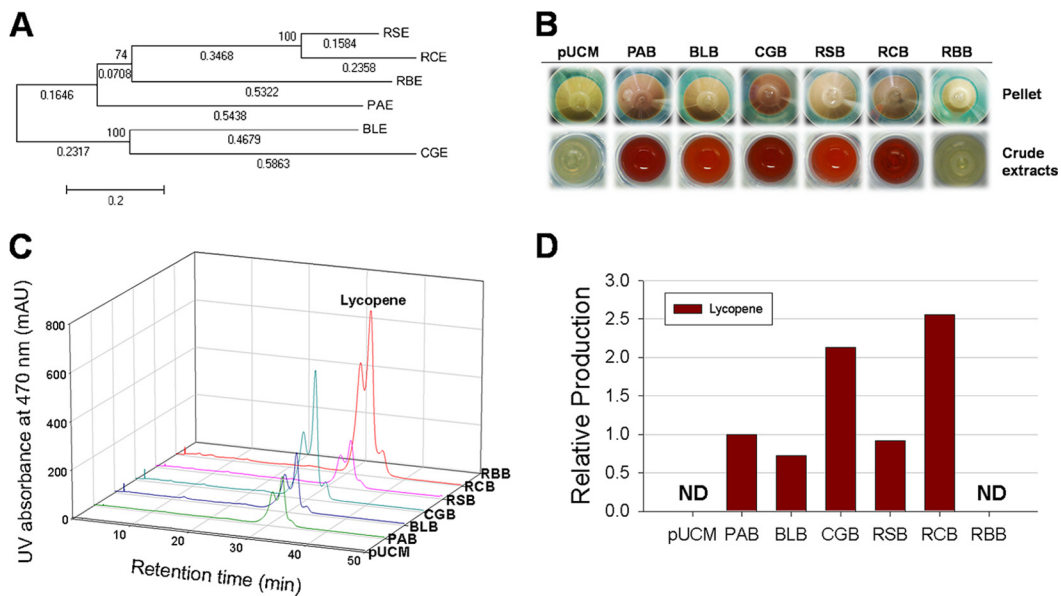 A
RSE
100
0.1584
74
0.3468
RCE
0.0708
0.2358
RBE
0.1646
0.5322
PAE
0.5438
100
BLE
0.2317
0.4679
CGE
0.5863
0.2
B
pUCM PAB BLB CGB RSB RCB RBB
Pellet
Crude
extracts
C
UV absorbance at 470 nm (mAU)
800
600
400
200
0
Lycopene
10
20
30
40
50
Retention time (min)
RBB
RCB
RSB
CGB
BLB
PAB
pUCM
D
Relative Production
3.0
2.5
2.0
1.5
1.0
0.5
0.0
Lycopene
ND
ND
pUCM PAB BLB CGB RSB RCB RBB